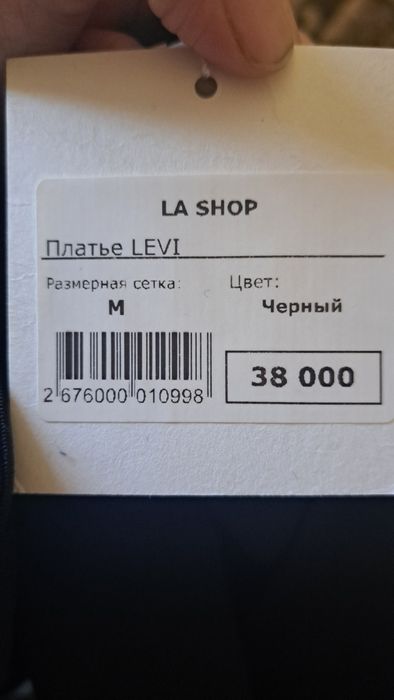 LA SHOP
Платье LEVI
Размерная сетка: Цвет:
M Черный
38 000
2 676000 010998